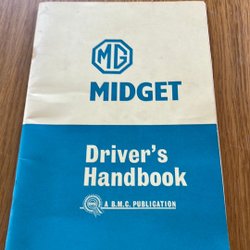 MG
MIDGET
Driver's
Handbook
A B.M.C. PUBLICATION